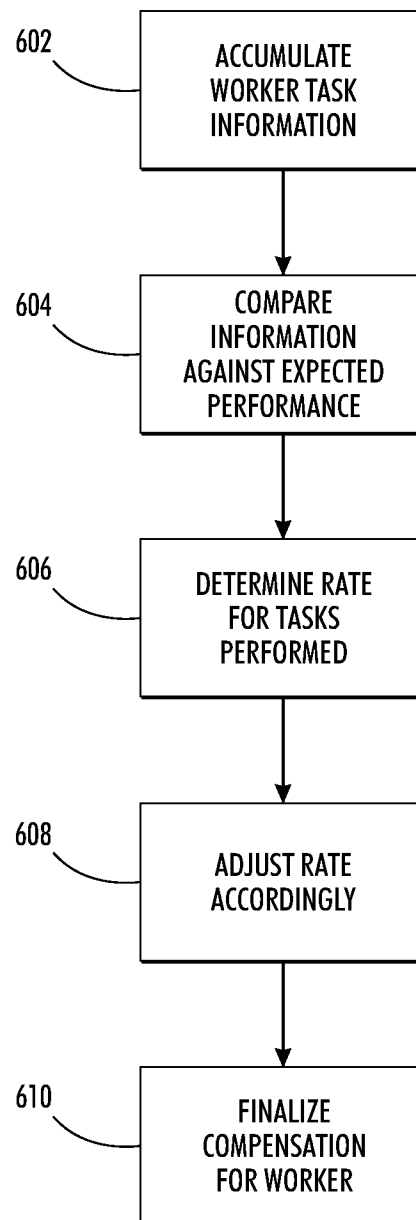 602
ACCUMULATE
WORKER TASK
INFORMATION
604
COMPARE
INFORMATION
AGAINST EXPECTED
PERFORMANCE
606
DETERMINE RATE
FOR TASKS
PERFORMED
608
ADJUST RATE
ACCORDINGLY
610
FINALIZE
COMPENSATION
FOR WORKER